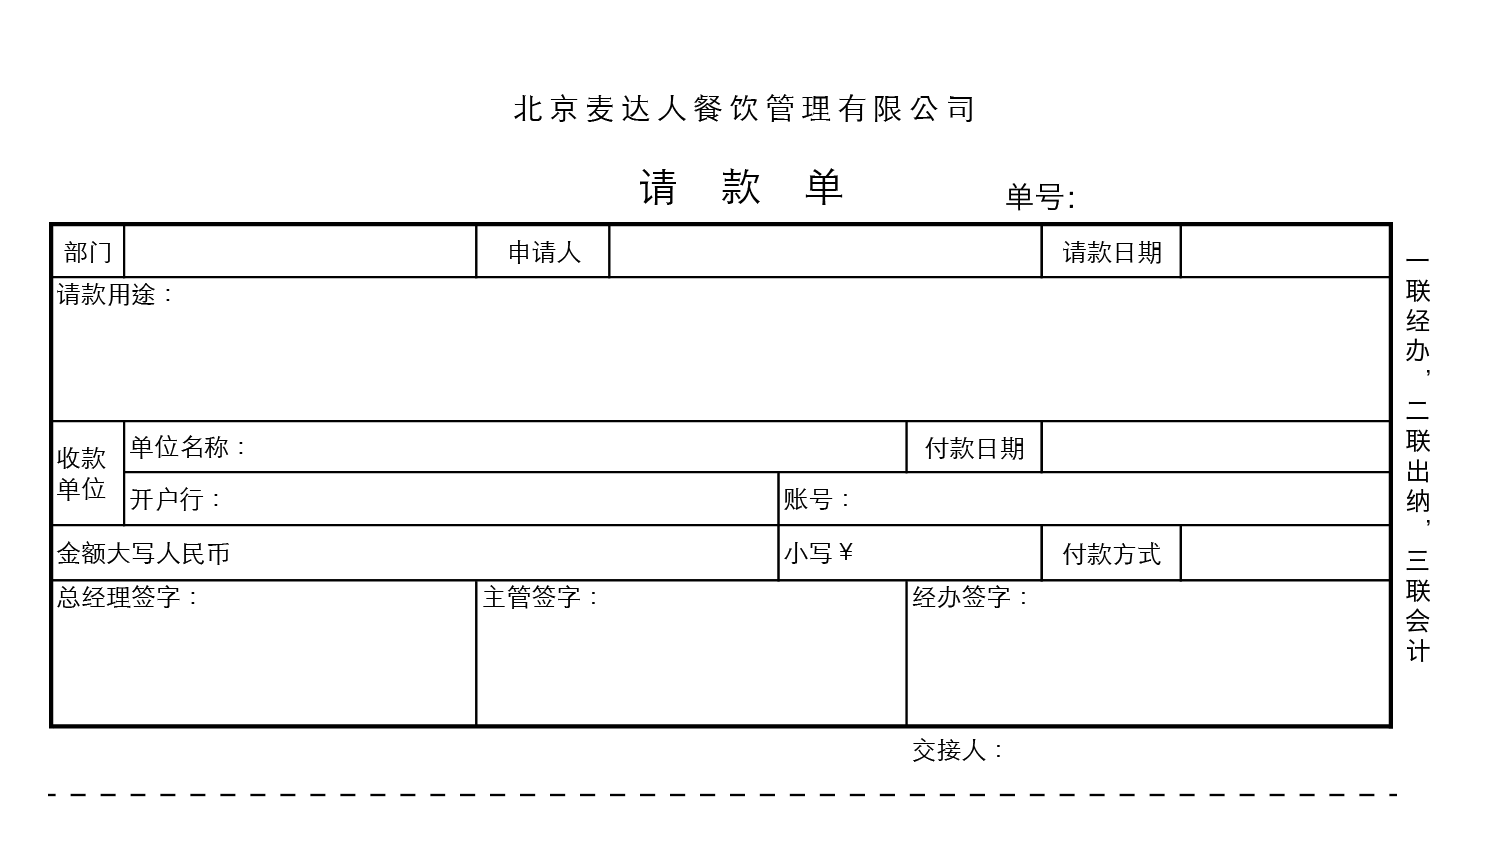 北京麦达人餐饮管理有限公司
请 款 单
单号:
部门 申请人 请款日期
请款用途：
收款
单位
单位名称： 付款日期
开户行： 账号：
金额大写人民币 小写￥ 付款方式
总经理签字： 主管签字： 经办签字：
交接人：
一联经办，二联出纳，三联会计